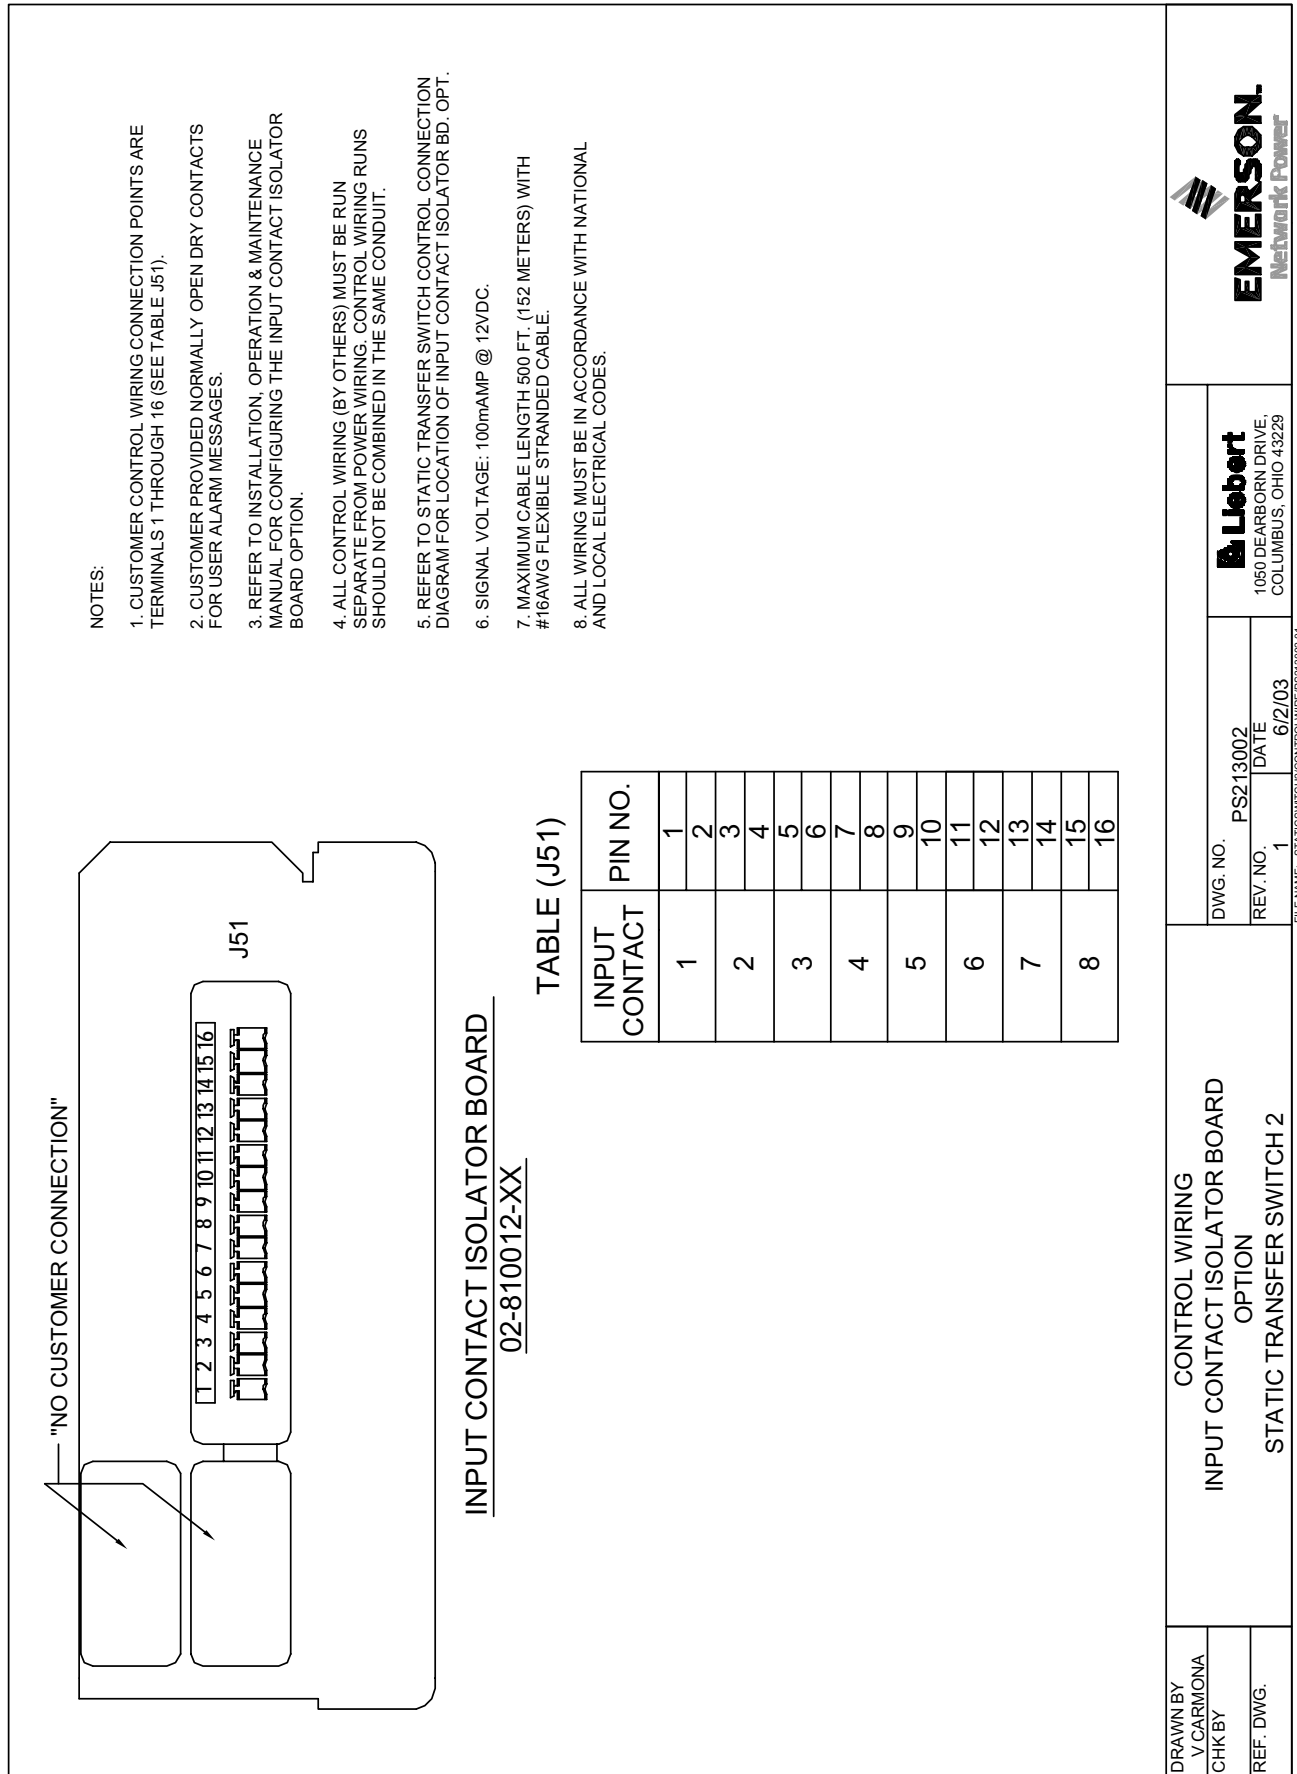 "NO CUSTOMER CONNECTION"
1 2 3 4 5 6 7 8 9 10 11 12 13 14 15 16
J51
INPUT CONTACT ISOLATOR BOARD
02-810012-XX
NOTES:
1. CUSTOMER CONTROL WIRING CONNECTION POINTS ARE
TERMINALS 1 THROUGH 16 (SEE TABLE J51).
2. CUSTOMER PROVIDED NORMALLY OPEN DRY CONTACTS
FOR USER ALARM MESSAGES.
3. REFER TO INSTALLATION, OPERATION & MAINTENANCE
MANUAL FOR CONFIGURING THE INPUT CONTACT ISOLATOR
BOARD OPTION.
4. ALL CONTROL WIRING (BY OTHERS) MUST BE RUN
SEPARATE FROM POWER WIRING. CONTROL WIRING RUNS
SHOULD NOT BE COMBINED IN THE SAME CONDUIT.
5. REFER TO STATIC TRANSFER SWITCH CONTROL CONNECTION
DIAGRAM FOR LOCATION OF INPUT CONTACT ISOLATOR BD. OPT.
6. SIGNAL VOLTAGE: 100mAMP @ 12VDC.
7. MAXIMUM CABLE LENGTH 500 FT. (152 METERS) WITH
#16AWG FLEXIBLE STRANDED CABLE.
8. ALL WIRING MUST BE IN ACCORDANCE WITH NATIONAL
AND LOCAL ELECTRICAL CODES.
TABLE (J51)
INPUT
CONTACT
PIN NO.
1
1
2
2
3
4
3
5
6
4
7
8
5
9
10
6
11
12
7
13
14
8
15
16
DRAWN BY
V CARMONA
CHK BY
REF. DWG.
CONTROL WIRING
INPUT CONTACT ISOLATOR BOARD
OPTION
STATIC TRANSFER SWITCH 2
DWG. NO.
PS213002
REV. NO.
1
DATE
6/2/03
Liebert
1050 DEARBORN DRIVE,
COLUMBUS, OHIO 43229
EMERSON.
Network Power